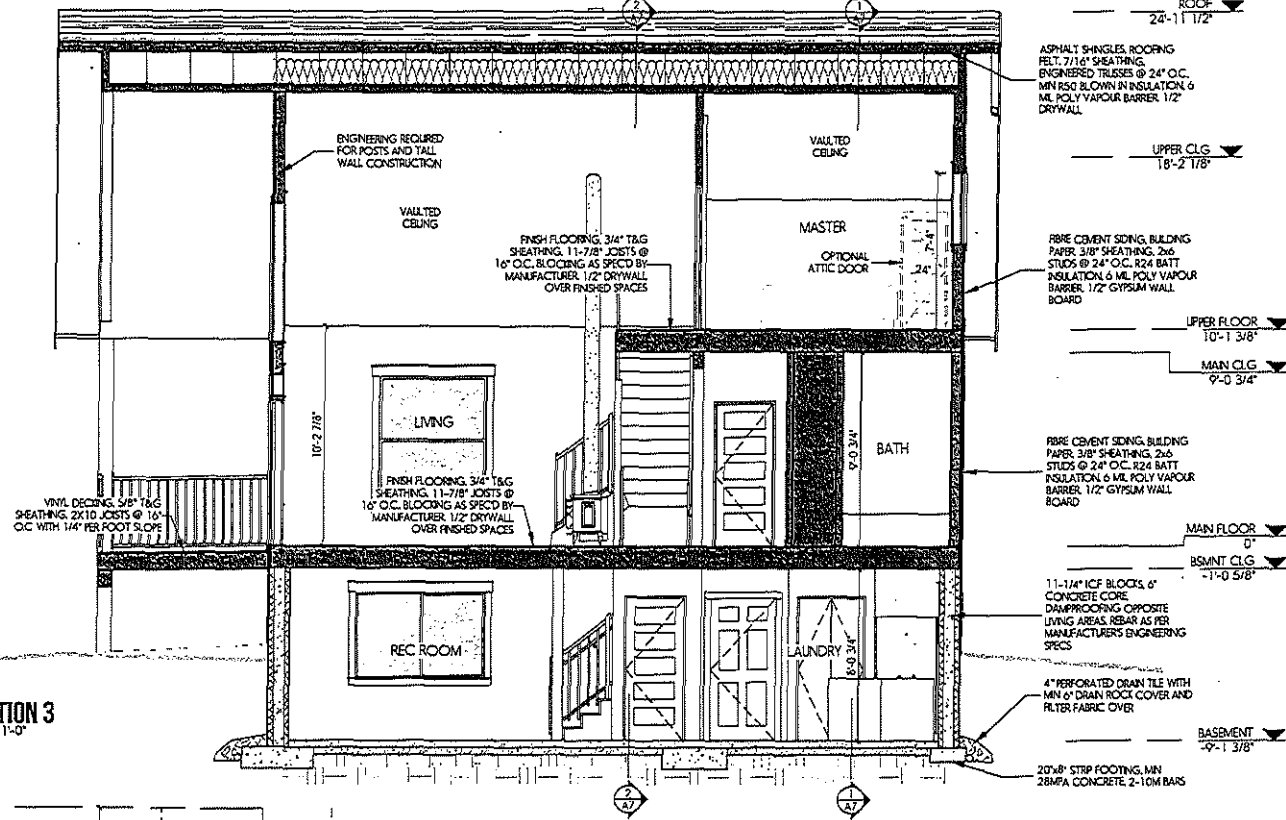 2
A7
1
ROOF
24'-11 1/2"
ASPHALT SHINGLES, ROOFING
FELT, 7/16" SHEATHING,
ENGINEERED TRUSSES @ 24" O.C.
MIN R50 BLOWN IN INSULATION, 6
MIL POLY VAPOUR BARRIER, 1/2"
DRYWALL
ENGINEERING REQUIRED
FOR POSTS AND TALL
WALL CONSTRUCTION
VAULTED
CEILING
UPPER CLG
18'-2 1/8"
VAULTED
CEILING
MASTER
OPTIONAL
ATTIC DOOR
7'-4"
24"
FINISH FLOORING, 3/4" T&G
SHEATHING, 11-7/8" JOISTS @
16" O.C. BLOCKING AS SPEC'D BY
MANUFACTURER, 1/2" DRYWALL
OVER FINISHED SPACES
FIBRE CEMENT SIDING, BUILDING
PAPER, 3/8" SHEATHING, 2x6
STUDS @ 24" O.C., R24 BATT
INSULATION, 6 MIL POLY VAPOUR
BARRIER, 1/2" GYPSUM WALL
BOARD
UPPER FLOOR
10'-1 3/8"
MAIN CLG
9'-0 3/4"
10'-2 7/8"
LIVING
9'-0 3/4"
BATH
FIBRE CEMENT SIDING, BUILDING
PAPER, 3/8" SHEATHING, 2x6
STUDS @ 24" O.C., R24 BATT
INSULATION, 6 MIL POLY VAPOUR
BARRIER, 1/2" GYPSUM WALL
BOARD
VINYL DECKING, 5/8" T&G
SHEATHING, 2X10 JOISTS @ 16"
O.C WITH 1/4" PER FOOT SLOPE
FINISH FLOORING, 3/4" T&G
SHEATHING, 11-7/8" JOISTS @
16" O.C. BLOCKING AS SPEC'D BY
MANUFACTURER, 1/2" DRYWALL
OVER FINISHED SPACES
MAIN FLOOR
0"
BSMNT CLG
-1'-0 5/8"
11-1/4" ICF BLOCKS, 6"
CONCRETE CORE,
DAMPPROOFING OPPOSITE
LIVING AREAS, REBAR AS PER
MANUFACTURER'S ENGINEERING
SPECS
REC ROOM
LAUNDRY
8'-0 3/4"
4" PERFORATED DRAIN TILE WITH
MIN 6" DRAIN ROCK COVER AND
FILTER FABRIC OVER
TION 3
1'-0"
BASEMENT
-9'-1 3/8"
20"x8" STRIP FOOTING, MIN
28MPA CONCRETE, 2-10M BARS
2
A7
1
A7